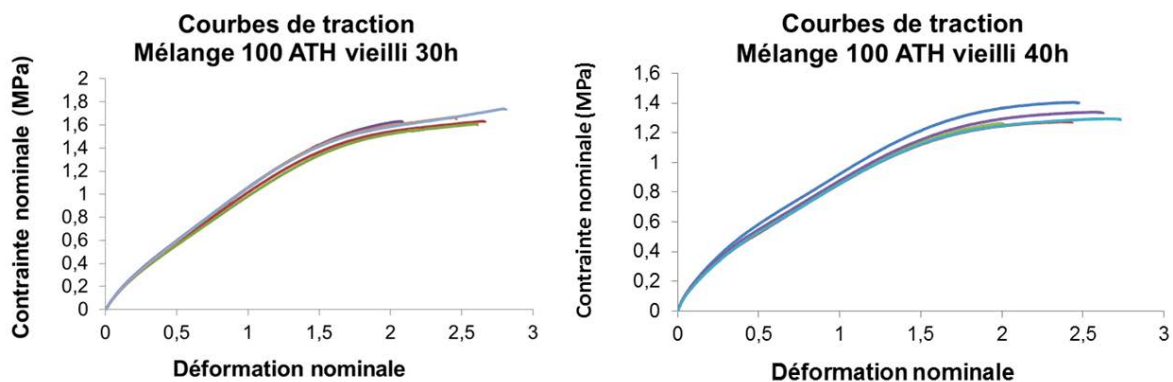 Courbes de traction
Mélange 100 ATH vieilli 30h
Contrainte nominale (MPa)
2
1,8
1,6
1,4
1,2
1
0,8
0,6
0,4
0,2
0
0 0,5 1 1,5 2 2,5 3
Déformation nominale
Courbes de traction
Mélange 100 ATH vieilli 40h
Contrainte nominale (MPa)
1,6
1,4
1,2
1
0,8
0,6
0,4
0,2
0
0 0,5 1 1,5 2 2,5 3
Déformation nominale